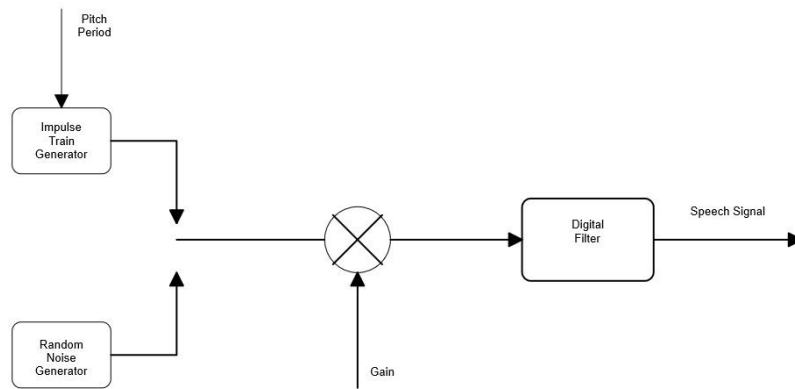 Pitch
Period
Impulse
Train
Generator
Digital
Filter
Speech Signal
Random
Noise
Generator
Gain